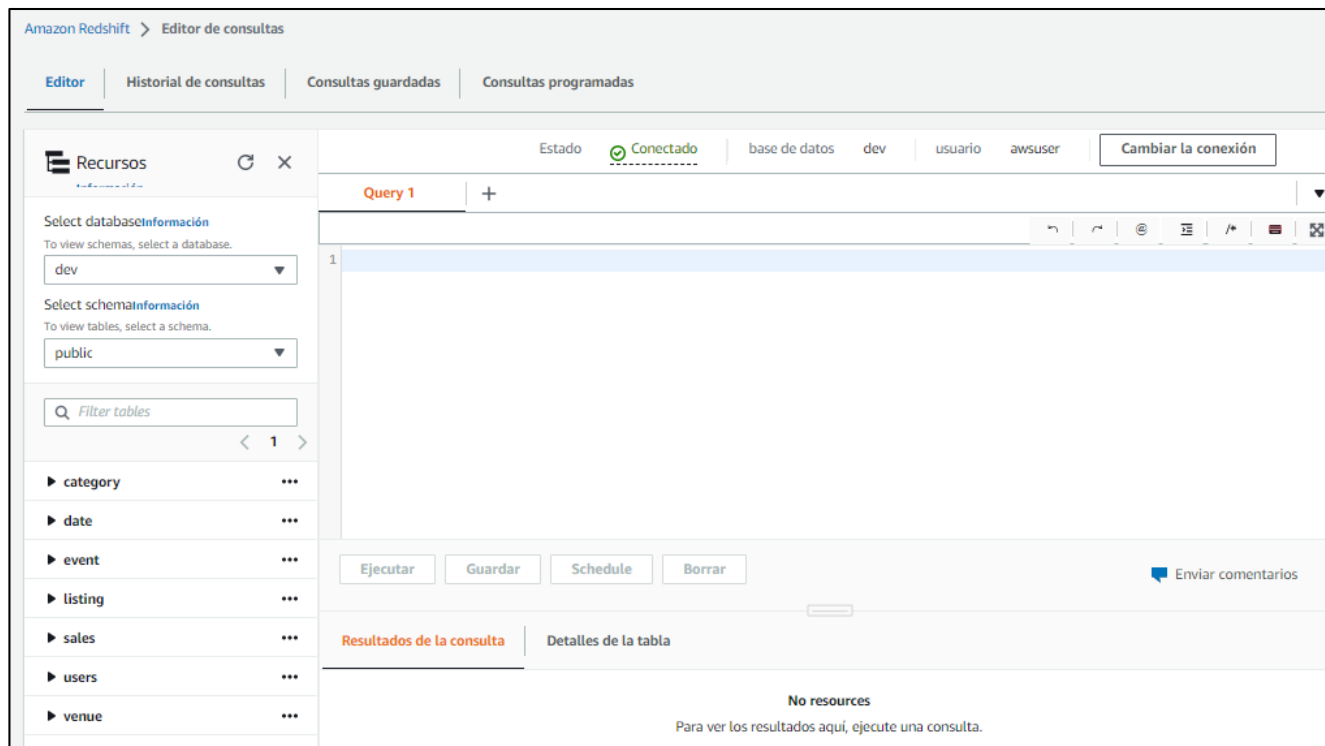 Amazon Redshift > Editor de consultas
Editor Historial de consultas Consultas guardadas Consultas programadas
Recursos
Información
Estado Conectado base de datos dev usuario awsuser Cambiar la conexión
Query 1 +
Select databaseInformación
To view schemas, select a database.
dev
Select schemaInformación
To view tables, select a schema.
public
Filter tables
< 1 >
category
date
event
listing
sales
users
venue
/*
1
Ejecutar Guardar Schedule Borrar
Enviar comentarios
Resultados de la consulta Detalles de la tabla
No resources
Para ver los resultados aquí, ejecute una consulta.